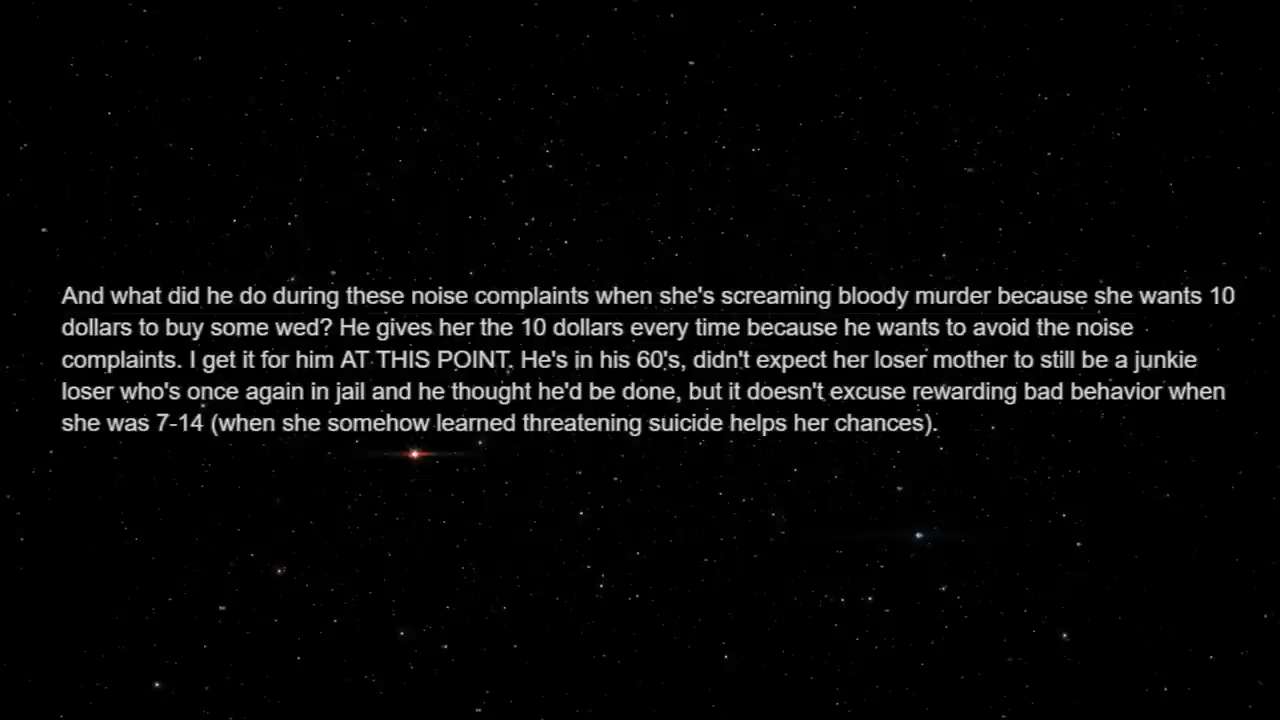 And what did he do during these noise complaints when she's screaming bloody murder because she wants 10
dollars to buy some wed? He gives her the 10 dollars every time because he wants to avoid the noise
complaints. I get it for him AT THIS POINT. He's in his 60's, didn't expect her loser mother to still be a junkie
loser who's once again in jail and he thought he'd be done, but it doesn't excuse rewarding bad behavior when
she was 7-14 (when she somehow learned threatening suicide helps her chances).